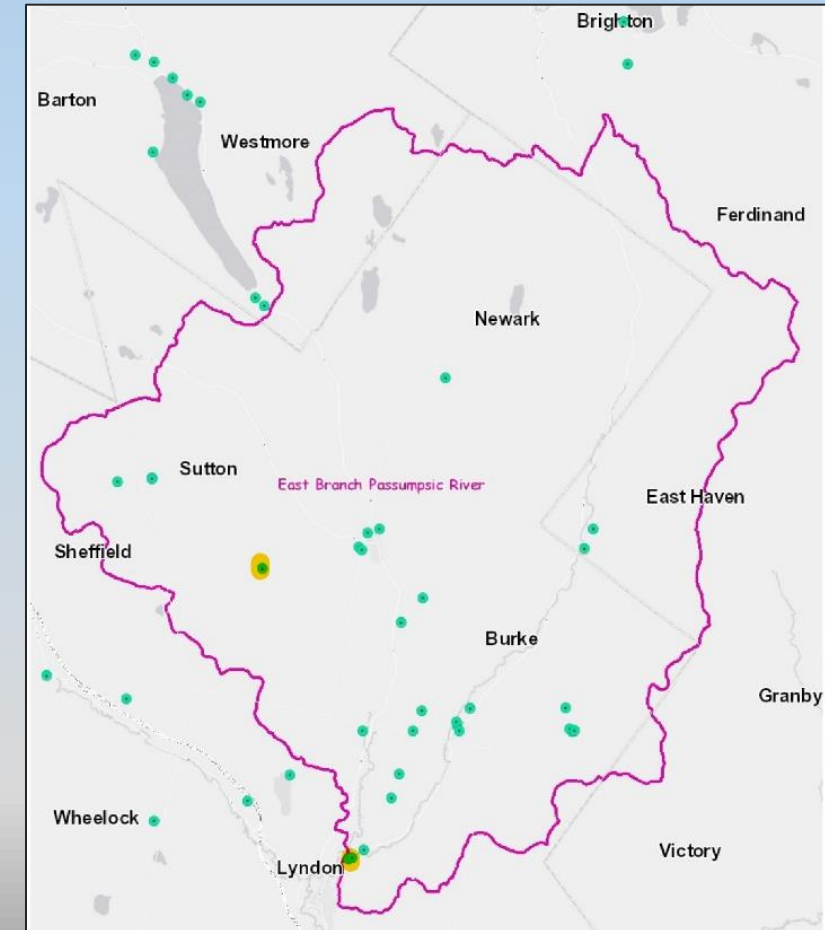 Brighton
Barton
Westmore
Ferdinand
Newark
Sutton
East Branch Passumpsic River
East Haven
Sheffield
Burke
Granby
Wheelock
Victory
Lyndon